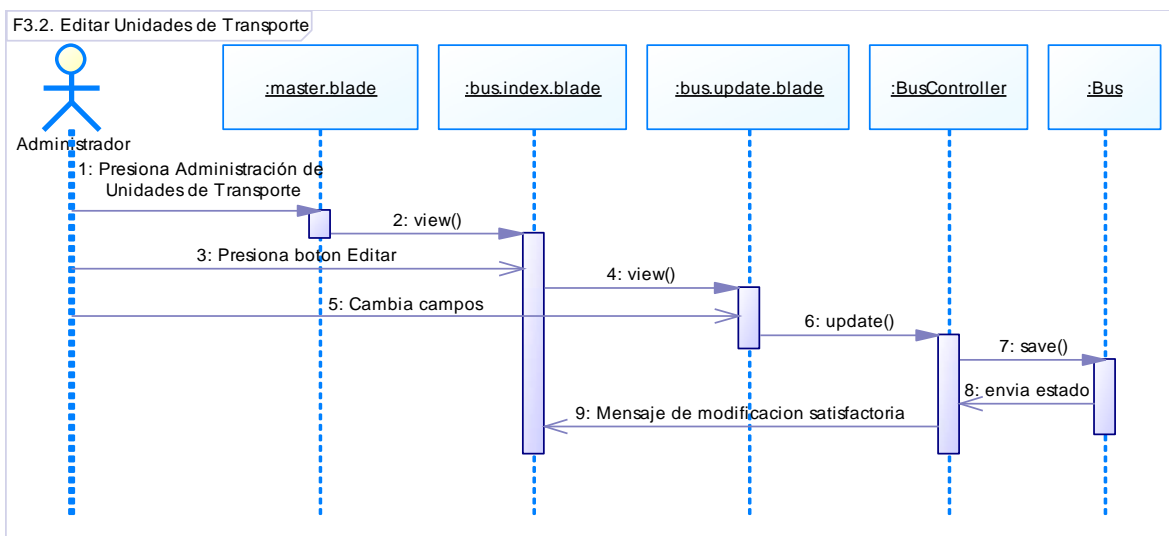 F3.2. Editar Unidades de Transporte
:master.blade
:bus.index.blade
:bus.update.blade
:BusController
:Bus
Administrador
1: Presiona Administración de
Unidades de Transporte
2: view()
3: Presiona boton Editar
4: view()
5: Cambia campos
6: update()
7: save()
8: envia estado
9: Mensaje de modificacion satisfactoria